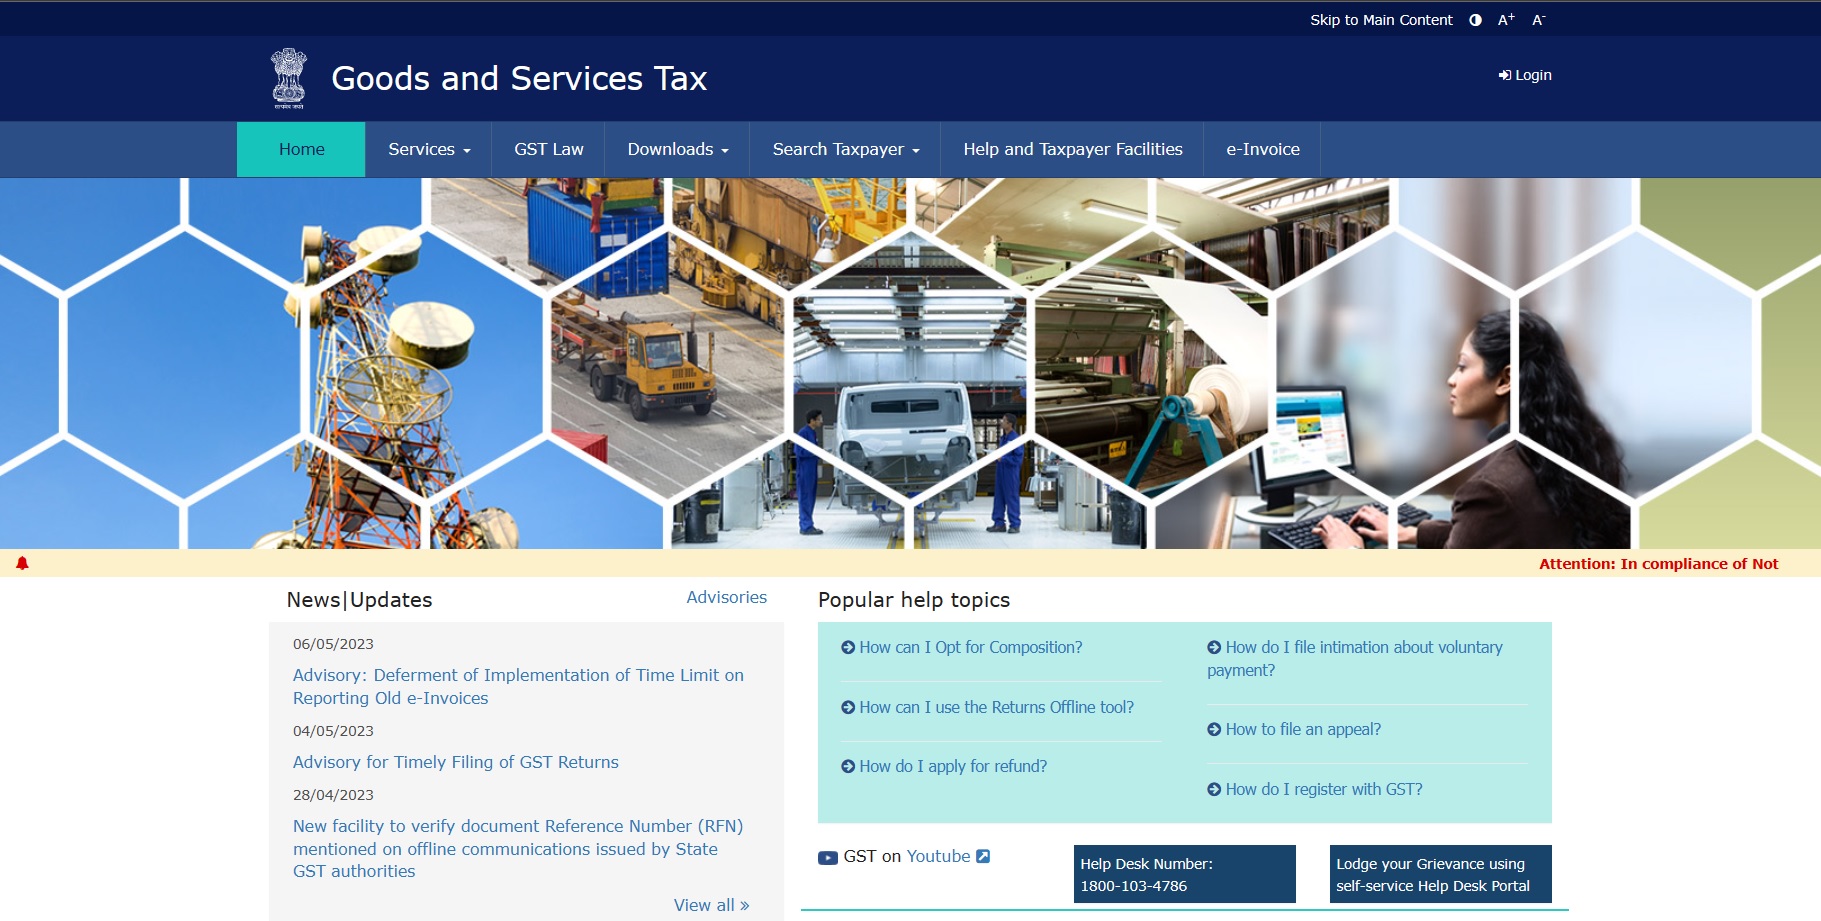 Skip to Main Content A+ A-
सत्यमेव जयते
Goods and Services Tax
Login
Home Services GST Law Downloads Search Taxpayer Help and Taxpayer Facilities e-Invoice
Attention: In compliance of Not
News|Updates Advisories
06/05/2023
Advisory: Deferment of Implementation of Time Limit on
Reporting Old e-Invoices
04/05/2023
Advisory for Timely Filing of GST Returns
28/04/2023
New facility to verify document Reference Number (RFN)
mentioned on offline communications issued by State
GST authorities
View all »
Popular help topics
How can I Opt for Composition?
How can I use the Returns Offline tool?
How do I apply for refund?
How do I file intimation about voluntary
payment?
How to file an appeal?
How do I register with GST?
GST on Youtube
Help Desk Number:
1800-103-4786
Lodge your Grievance using
self-service Help Desk Portal